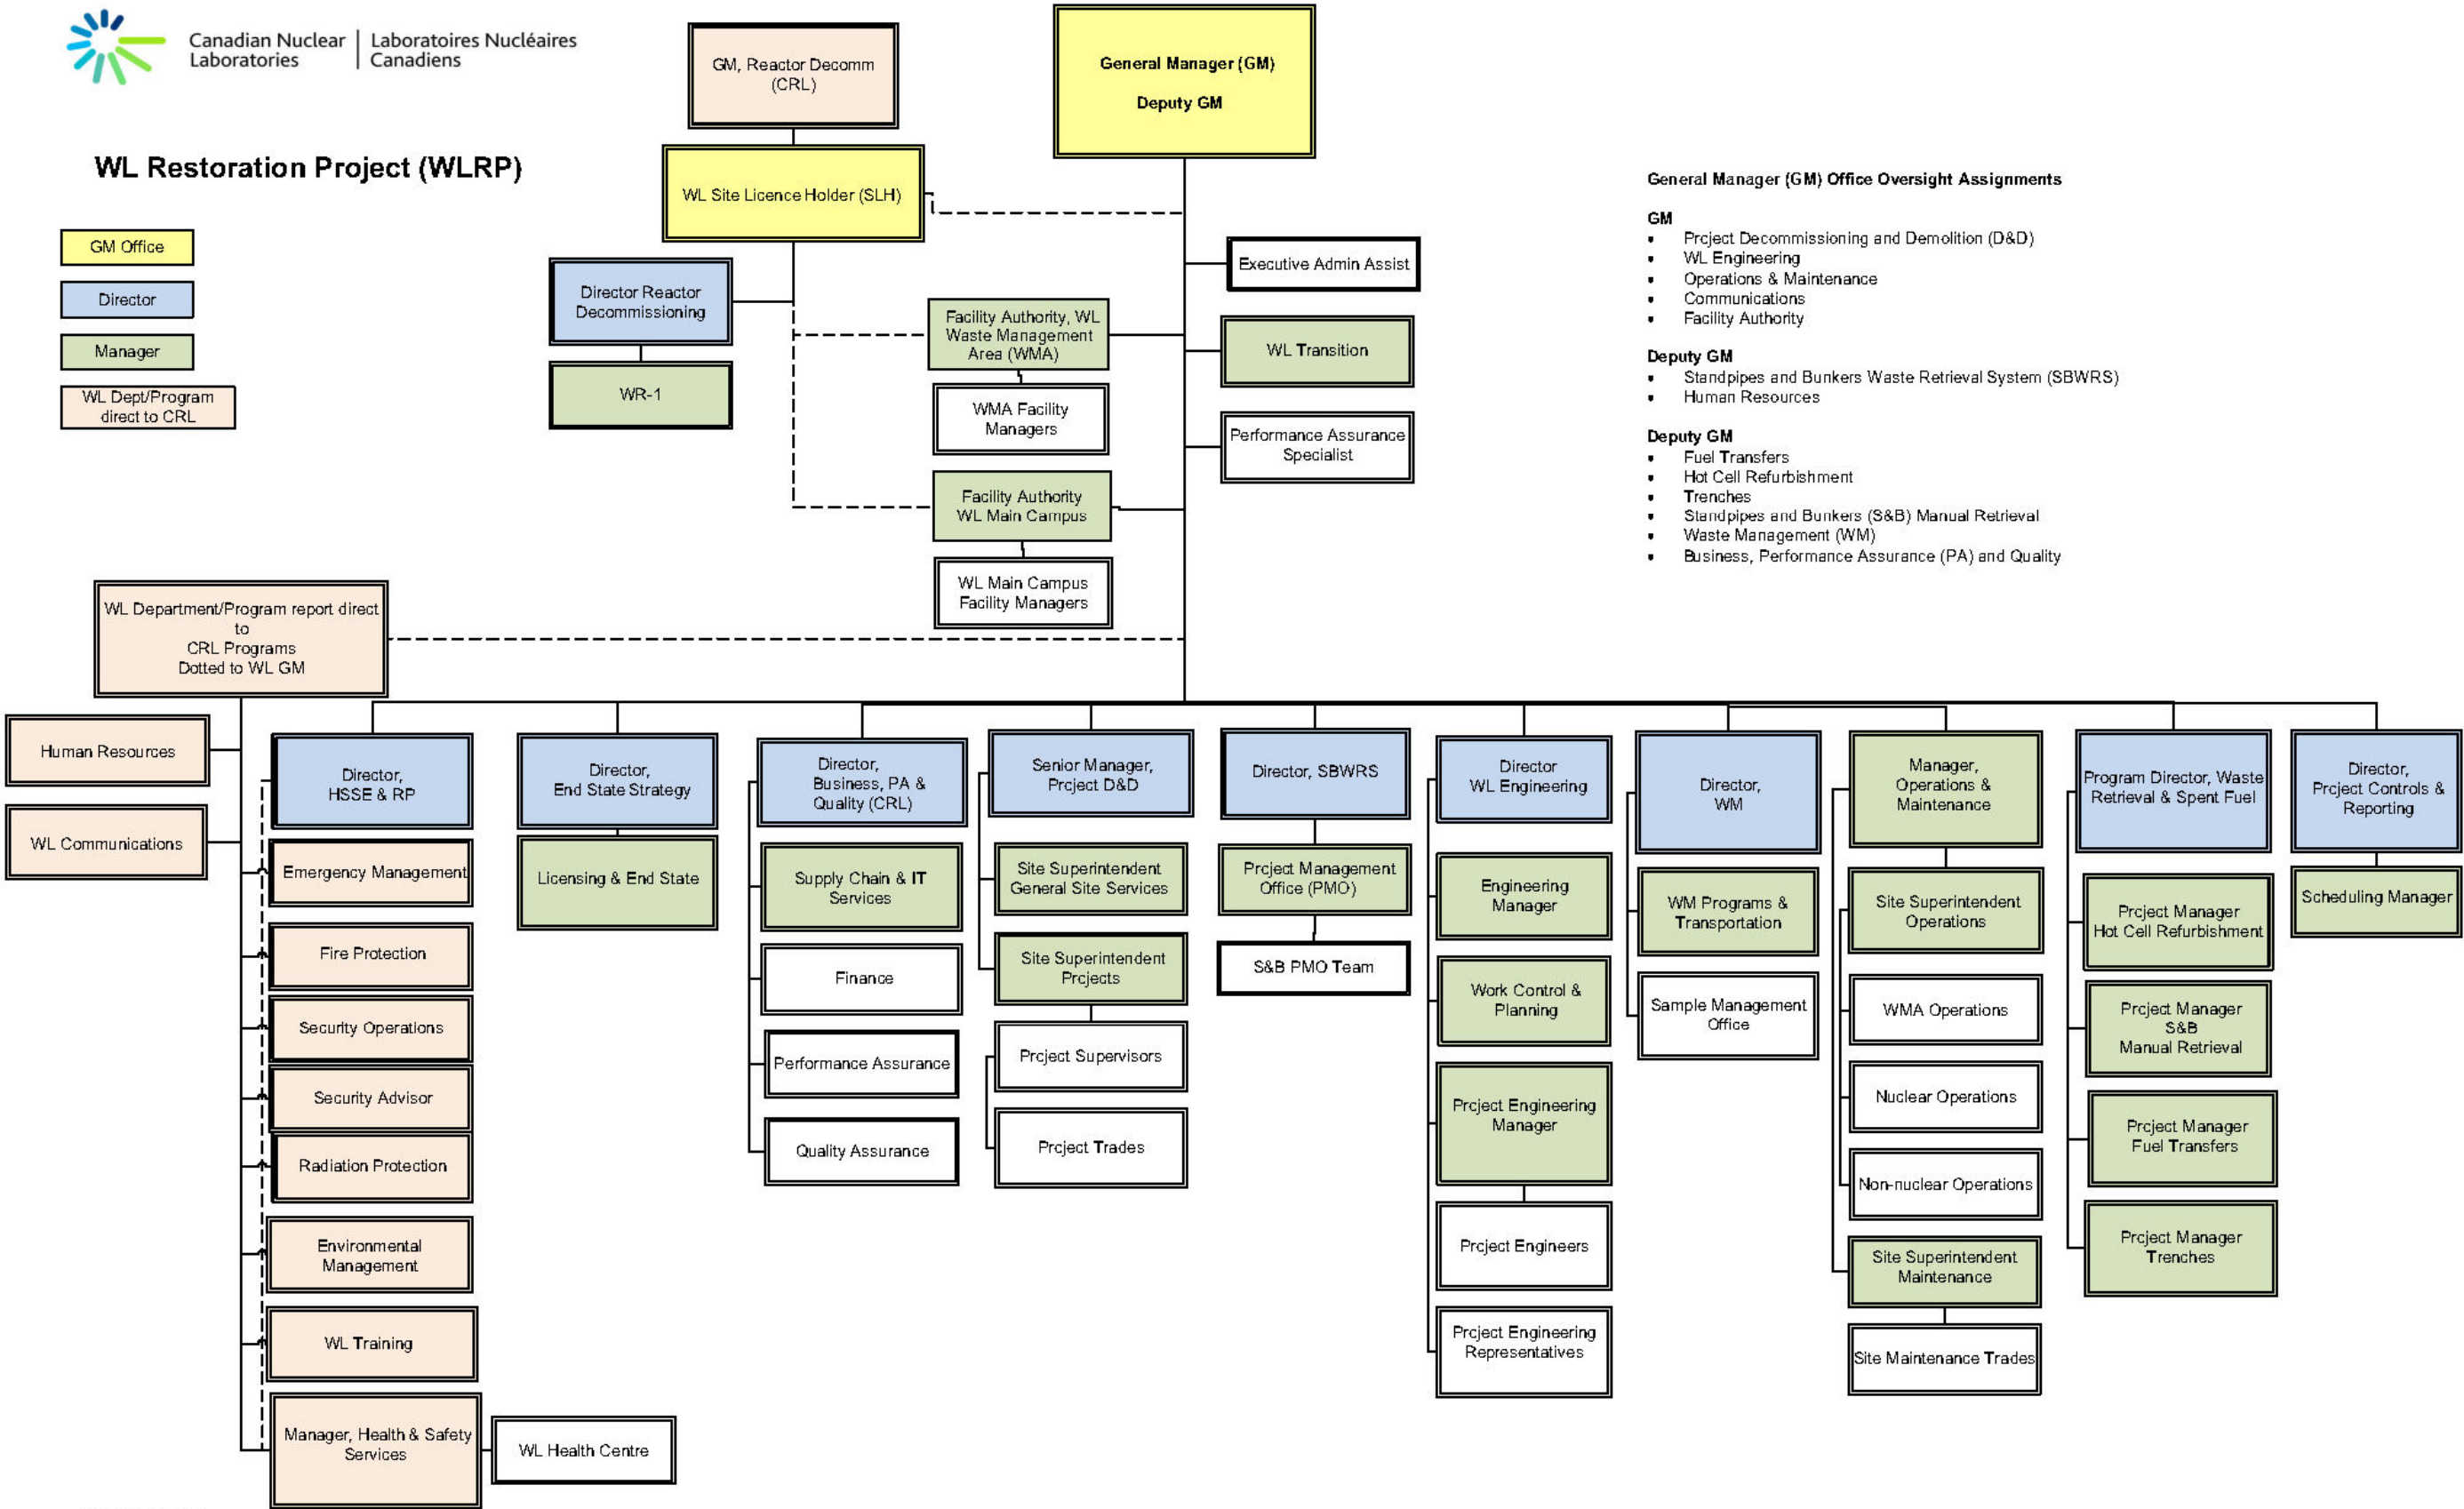 Canadian Nuclear
Laboratories
Laboratoires Nucléaires
Canadiens
WL Restoration Project (WLRP)
GM Office
Director
Manager
WL Dept/Program
direct to CRL
GM, Reactor Decomm
(CRL)
WL Site Licence Holder (SLH)
General Manager (GM)
Deputy GM
Director Reactor
Decommissioning
WR-1
Facility Authority, WL
Waste Management
Area (WMA)
WMA Facility
Managers
Facility Authority
WL Main Campus
WL Main Campus
Facility Managers
Executive Admin Assist
WL Transition
Performance Assurance
Specialist
General Manager (GM) Office Oversight Assignments
GM
• Project Decommissioning and Demolition (D&D)
• WL Engineering
• Operations & Maintenance
• Communications
• Facility Authority
Deputy GM
• Standpipes and Bunkers Waste Retrieval System (SBWRS)
• Human Resources
Deputy GM
• Fuel Transfers
• Hot Cell Refurbishment
• Trenches
• Standpipes and Bunkers (S&B) Manual Retrieval
• Waste Management (WM)
• Business, Performance Assurance (PA) and Quality
WL Department/Program report direct
to
CRL Programs
Dotted to WL GM
Human Resources
WL Communications
Director,
HSSE & RP
Emergency Management
Fire Protection
Security Operations
Security Advisor
Radiation Protection
Environmental
Management
WL Training
Manager, Health & Safety
Services
WL Health Centre
Director,
End State Strategy
Licensing & End State
Director,
Business, PA &
Quality (CRL)
Supply Chain & IT
Services
Finance
Performance Assurance
Quality Assurance
Senior Manager,
Project D&D
Site Superintendent
General Site Services
Site Superintendent
Projects
Project Supervisors
Project Trades
Director, SBWRS
Project Management
Office (PMO)
S&B PMO Team
Director
WL Engineering
Engineering
Manager
Work Control &
Planning
Project Engineering
Manager
Project Engineers
Project Engineering
Representatives
Director,
WM
WM Programs &
Transportation
Sample Management
Office
Manager,
Operations &
Maintenance
Site Superintendent
Operations
WMA Operations
Nuclear Operations
Non-nuclear Operations
Site Superintendent
Maintenance
Site Maintenance Trades
Program Director, Waste
Retrieval & Spent Fuel
Project Manager
Hot Cell Refurbishment
Project Manager
S&B
Manual Retrieval
Project Manager
Fuel Transfers
Project Manager
Trenches
Director,
Project Controls &
Reporting
Scheduling Manager